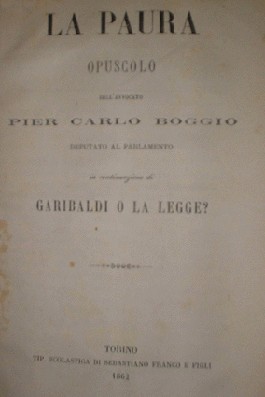 LA PAURA
OPUSCOLO
DELL'AVVOCATO
PIER CARLO BOGGIO
DEPUTATO AL PARLAMENTO
in continuazione di
GARIBALDI O LA LEGGE?
TORINO
TIP. SCOLASTICA DI SEBASTIANO FRANCO E FIGLI
1862